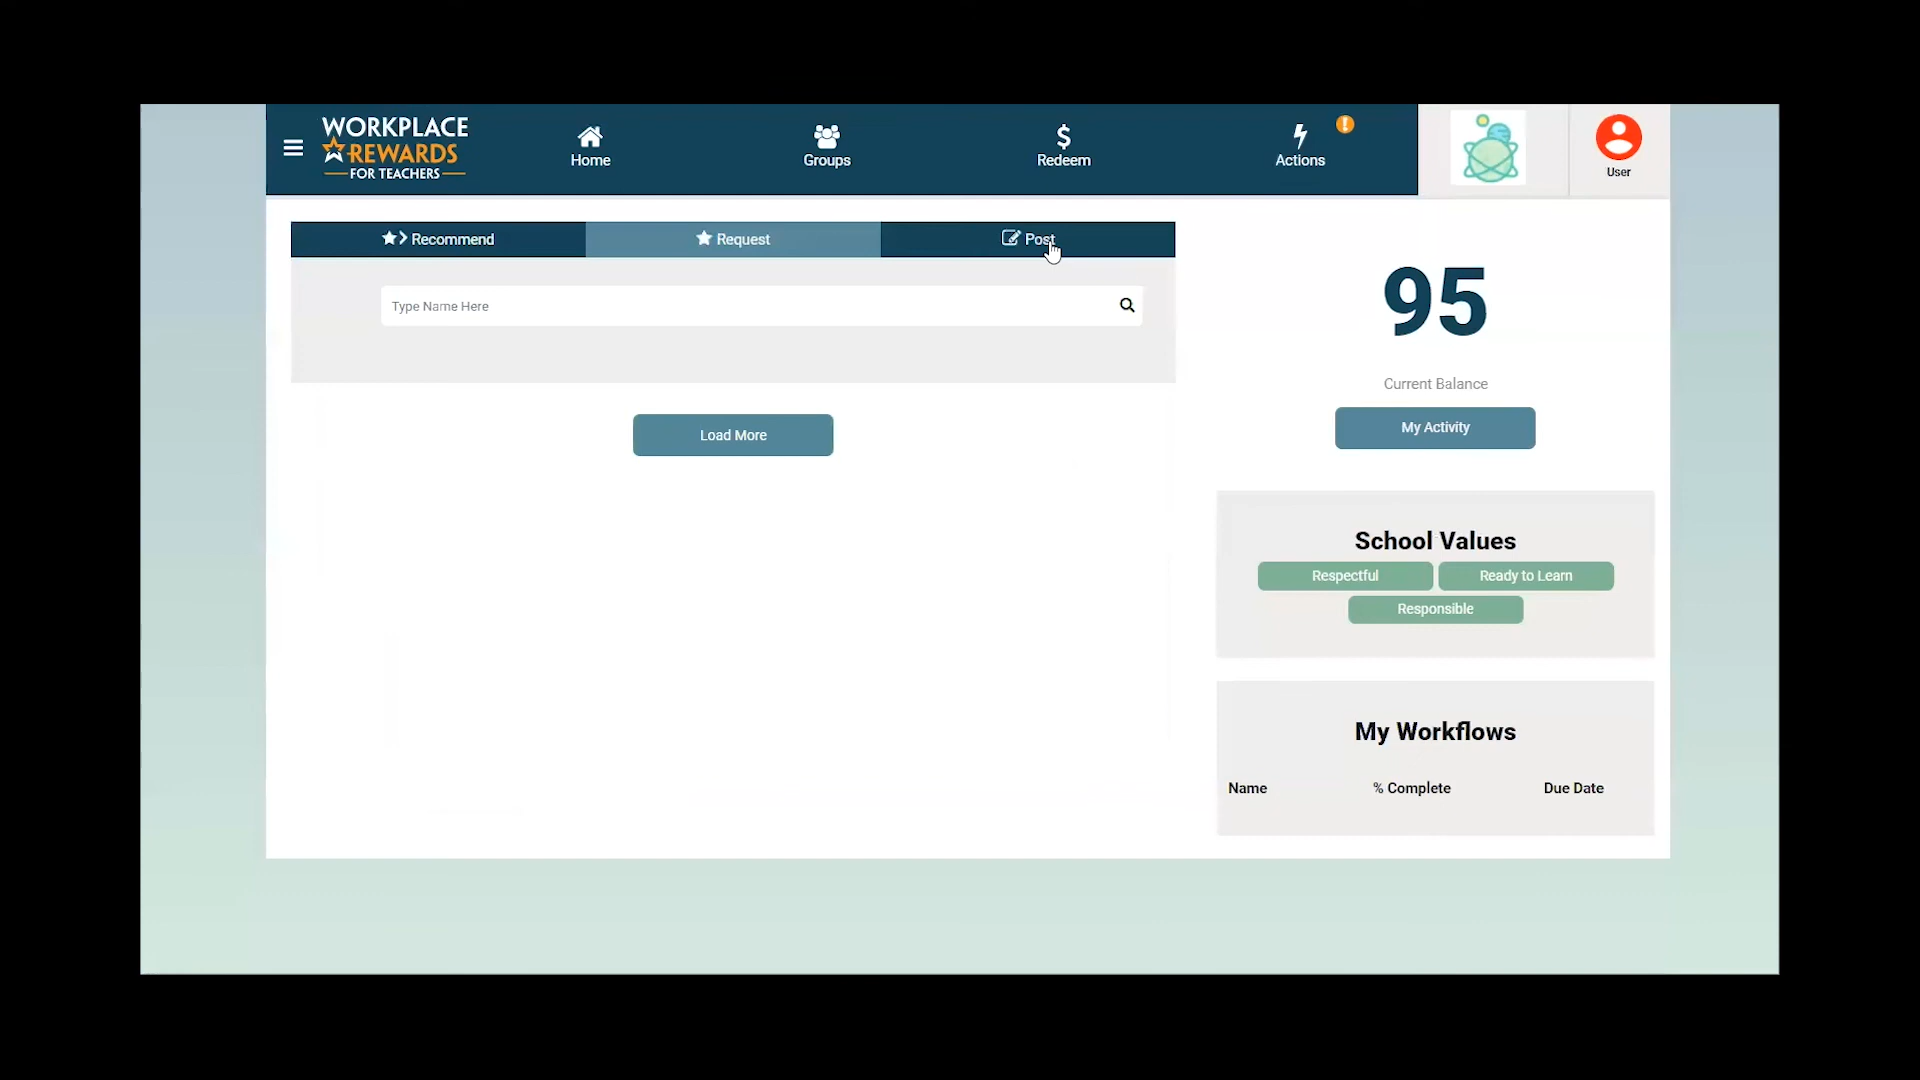 WORKPLACE
REWARDS
FOR TEACHERS
Home
Groups
Redeem
Actions
User
Recommend
Request
Post
Type Name Here
Load More
95
Current Balance
My Activity
School Values
Respectful
Ready to Learn
Responsible
My Workflows
Name % Complete Due Date